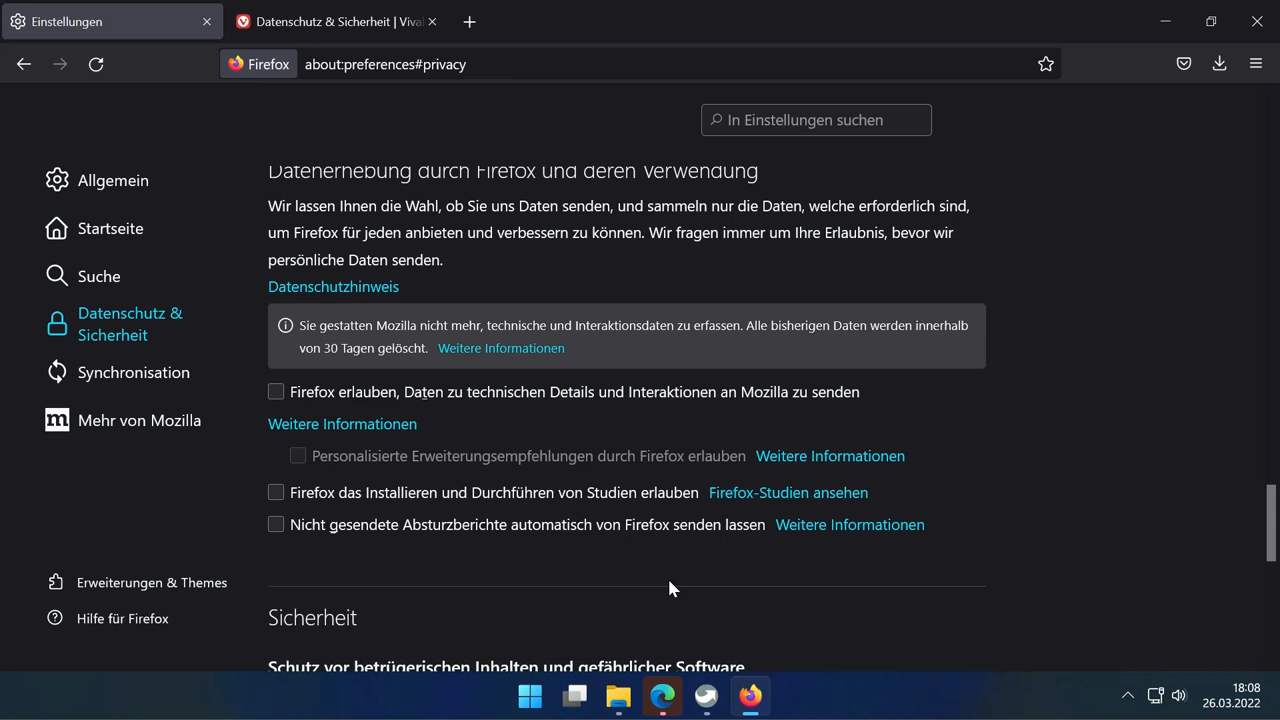 Einstellungen
Datenschutz & Sicherheit | Vival
Firefox
about:preferences#privacy
In Einstellungen suchen
Allgemein
Startseite
Suche
Datenschutz &
Sicherheit
Synchronisation
m Mehr von Mozilla
Erweiterungen & Themes
Hilfe für Firefox
Datenerhebung durch Firefox und deren Verwendung
Wir lassen Ihnen die Wahl, ob Sie uns Daten senden, und sammeln nur die Daten, welche erforderlich sind,
um Firefox für jeden anbieten und verbessern zu können. Wir fragen immer um Ihre Erlaubnis, bevor wir
persönliche Daten senden.
Datenschutzhinweis
Sie gestatten Mozilla nicht mehr, technische und Interaktionsdaten zu erfassen. Alle bisherigen Daten werden innerhalb
von 30 Tagen gelöscht. Weitere Informationen
Firefox erlauben, Daten zu technischen Details und Interaktionen an Mozilla zu senden
Weitere Informationen
Personalisierte Erweiterungsempfehlungen durch Firefox erlauben Weitere Informationen
Firefox das Installieren und Durchführen von Studien erlauben Firefox-Studien ansehen
Nicht gesendete Absturzberichte automatisch von Firefox senden lassen Weitere Informationen
Sicherheit
Schutz vor betrügerischen Inhalten und gefährlicher Software
18:08
26.03.2022